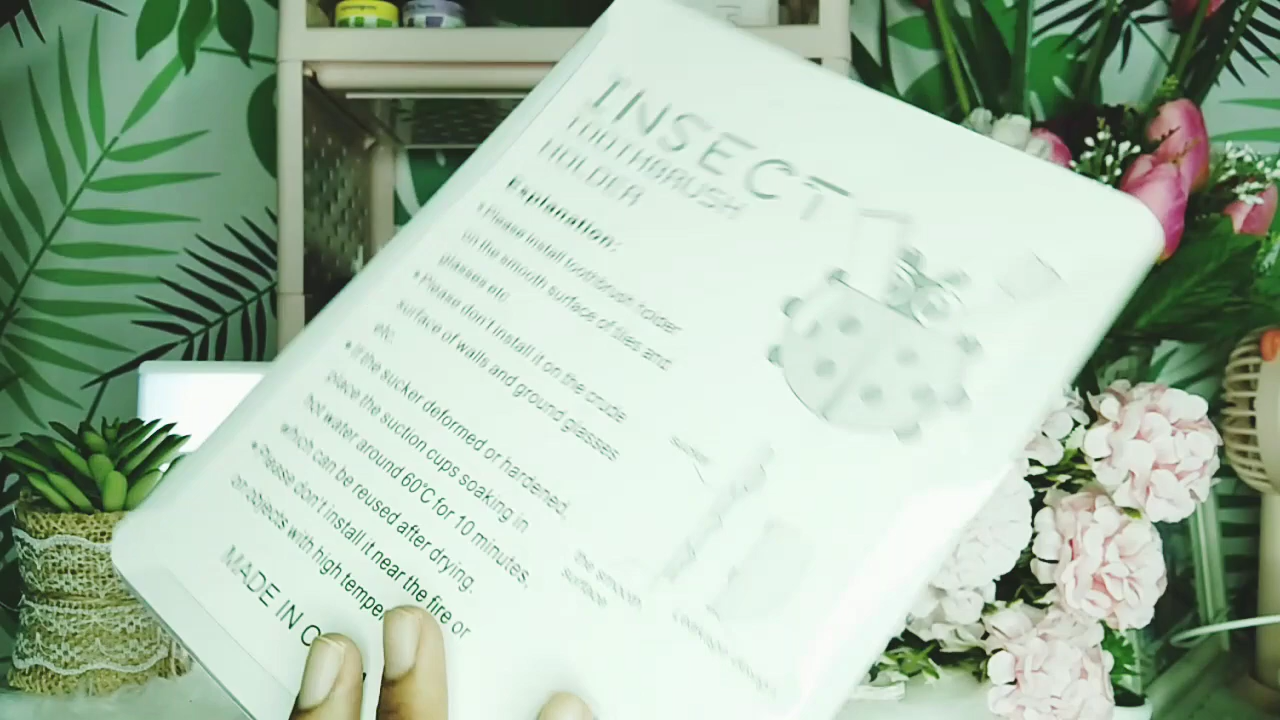 INSECT
TOOTHBRUSH
HOLDER
Explanation:
• Please install toothbrush holder
on the smooth surface of tiles and
glasses etc.
• Please don't install it on the crude
surface of walls and ground glasses
etc.
• If the sucker deformed or hardened,
place the suction cups soaking in
hot water around 60°C for 10 minutes,
which can be reused after drying.
• Please don't install it near the fire or
on objects with high tempe
MADE IN C
the smooth
surface